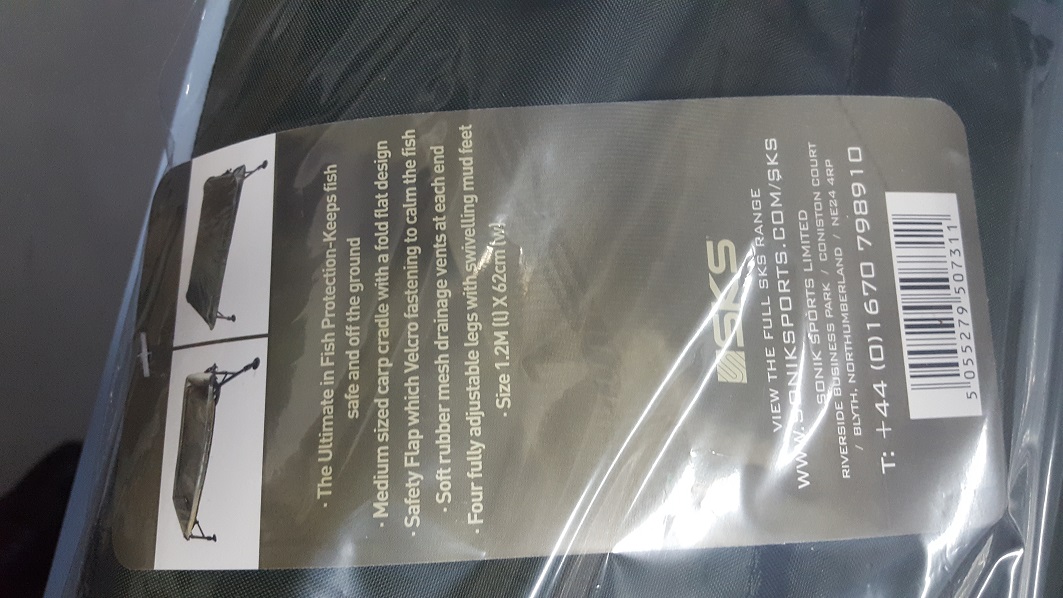 · The Ultimate in Fish Protection-Keeps fish
safe and off the ground
· Medium sized carp cradle with a fold flat design
· Safety Flap which Velcro fastening to calm the fish
· Soft rubber mesh drainage vents at each end
· Four fully adjustable legs with swivelling mud feet
· Size 1.2M (L) X 62cm (w)
SKS
VIEW THE FULL SKS RANGE
WWW.SONIKSPORTS.COM/SKS
SONIK SPORTS LIMITED
RIVERSIDE BUSINESS PARK / CONISTON COURT
/ BLYTH, NORTHUMBERLAND / NE24 4RP
T: +44 (0)1670 798910
5 055279 507311